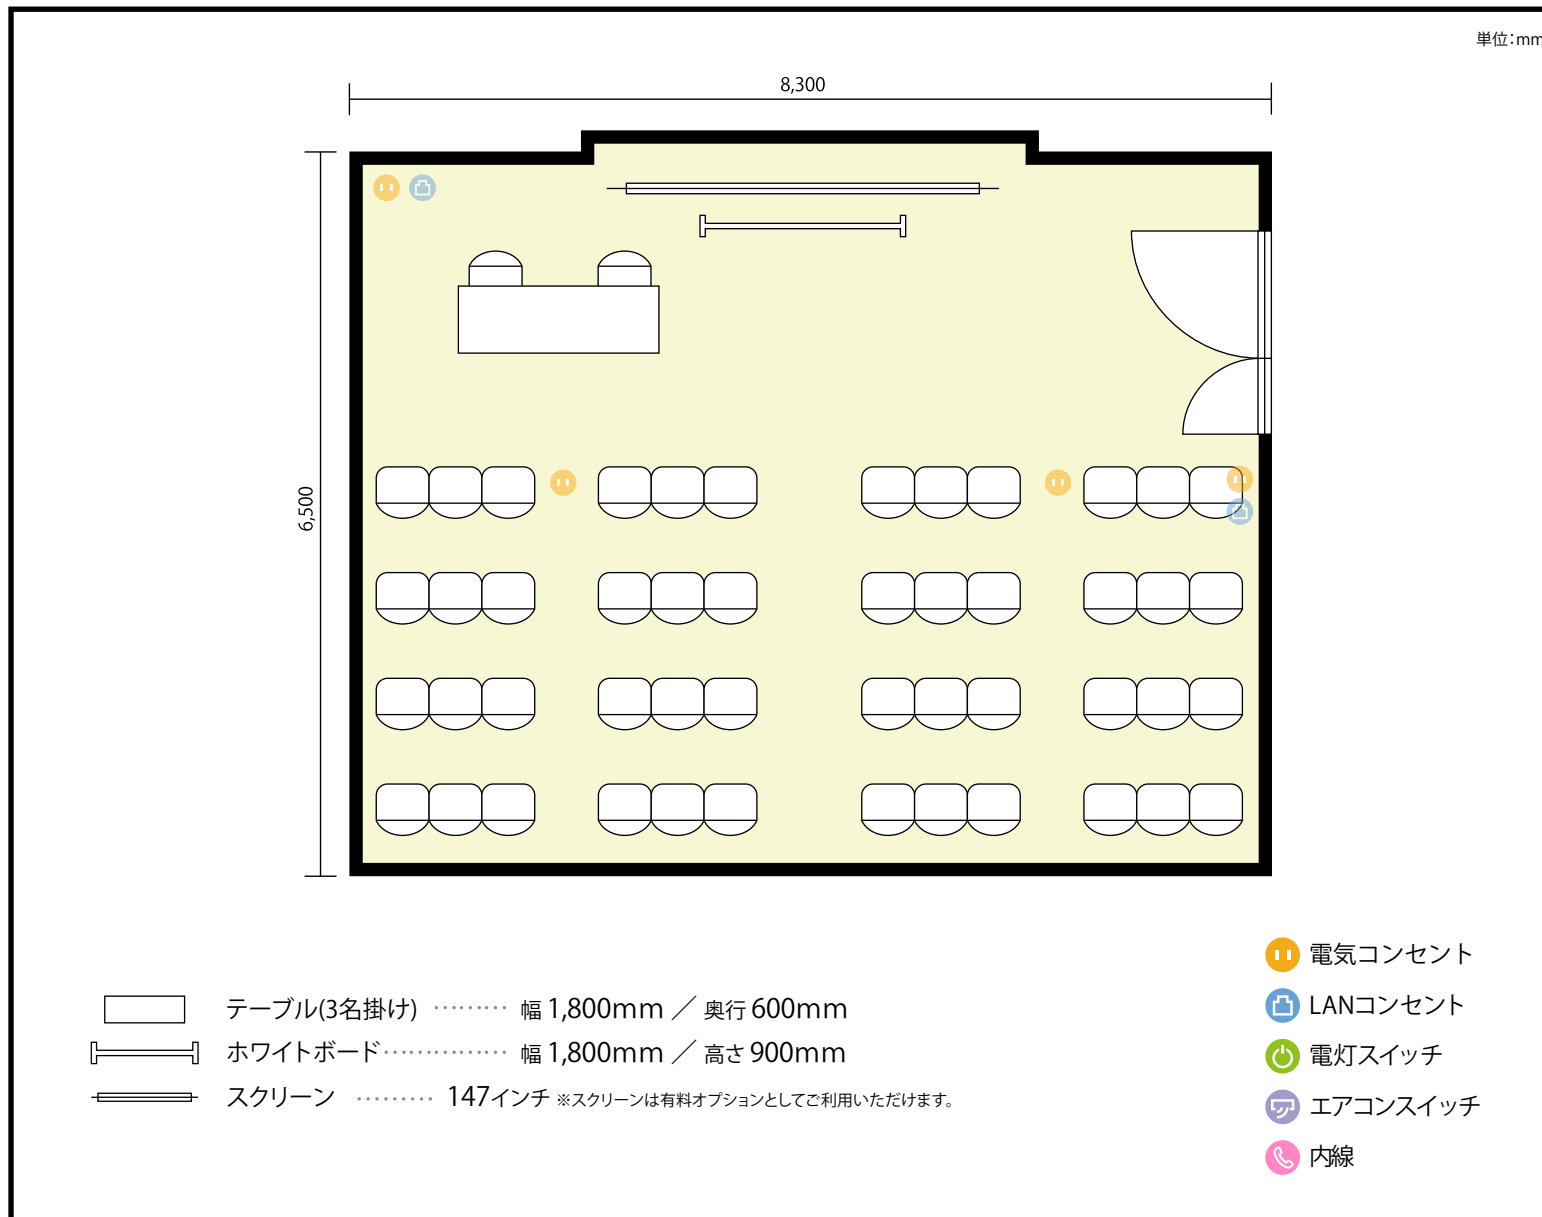 単位：mm
8,300
6,500
電気コンセント
LANコンセント
電灯スイッチ
エアコンスイッチ
内線
テーブル(3名掛け) ‥‥‥‥‥ 幅 1,800mm ／ 奥行 600mm
ホワイトボード‥‥‥‥‥‥‥ 幅 1,800mm ／ 高さ 900mm
スクリーン ‥‥‥‥‥ 147インチ ※スクリーンは有料オプションとしてご利用いただけます。